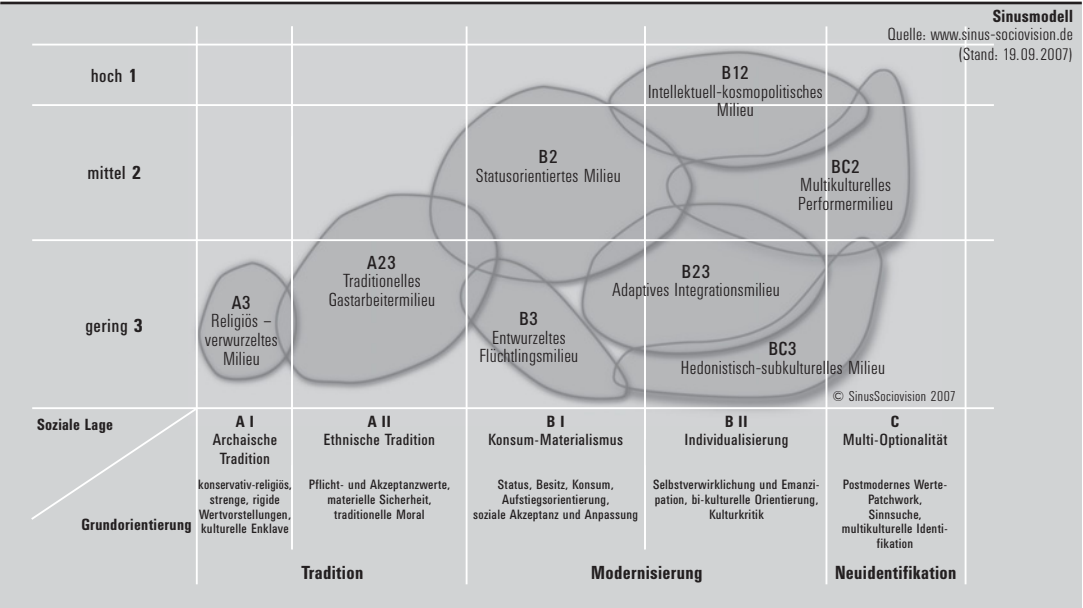 Sinusmodell
Quelle: www.sinus-sociovision.de
(Stand: 19.09.2007)
hoch 1
mittel 2
gering 3
B12
Intellektuell-kosmopolitisches
Milieu
B2
Statusorientiertes Milieu
BC2
Multikulturelles
Performermilieu
A23
Traditionelles
Gastarbeitermilieu
B23
Adaptives Integrationsmilieu
A3
Religiös –
verwurzeltes
Milieu
B3
Entwurzeltes
Flüchtlingsmilieu
BC3
Hedonistisch-subkulturelles Milieu
© SinusSociovision 2007
Soziale Lage
Grundorientierung
A I
Archaische
Tradition
konservativ-religiös,
strenge, rigide
Wertvorstellungen,
kulturelle Enklave
A II
Ethnische Tradition
Pflicht- und Akzeptanzwerte,
materielle Sicherheit,
traditionelle Moral
B I
Konsum-Materialismus
Status, Besitz, Konsum,
Aufstiegsorientierung,
soziale Akzeptanz und Anpassung
B II
Individualisierung
Selbstverwirklichung und Emanzi-
pation, bi-kulturelle Orientierung,
Kulturkritik
C
Multi-Optionalität
Postmodernes Werte-
Patchwork,
Sinnsuche,
multikulturelle Identi-
fikation
Tradition
Modernisierung
Neuidentifikation